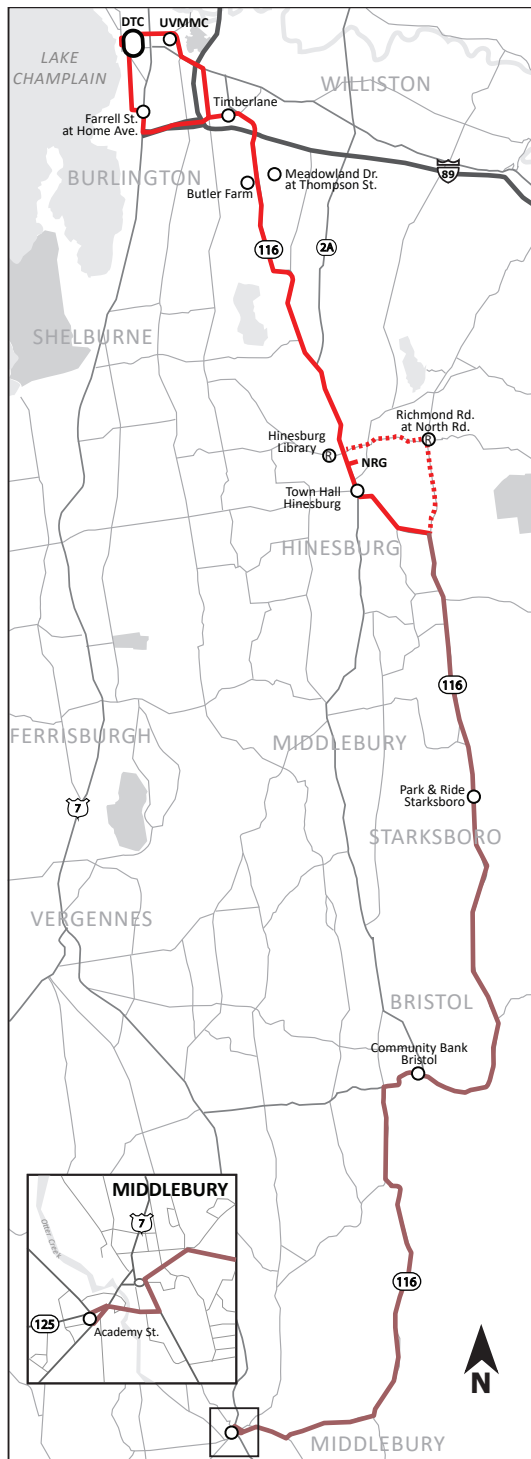 DTC
UVMMC
LAKE
CHAMPLAIN
WILLISTON
Timberlane
Farrell St.
at Home Ave.
89
BURLINGTON
Meadowland Dr.
at Thompson St.
Butler Farm
116
2A
SHELBURNE
Richmond Rd.
at North Rd.
R
Hinesburg
Library
R
NRG
Town Hall
Hinesburg
HINESBURG
116
FERRISBURGH
MIDDLEBURY
Park & Ride
Starksboro
7
STARKSBORO
VERGENNES
BRISTOL
Community Bank
Bristol
MIDDLEBURY
7
Otter Creek
125
Academy St.
116
N
MIDDLEBURY